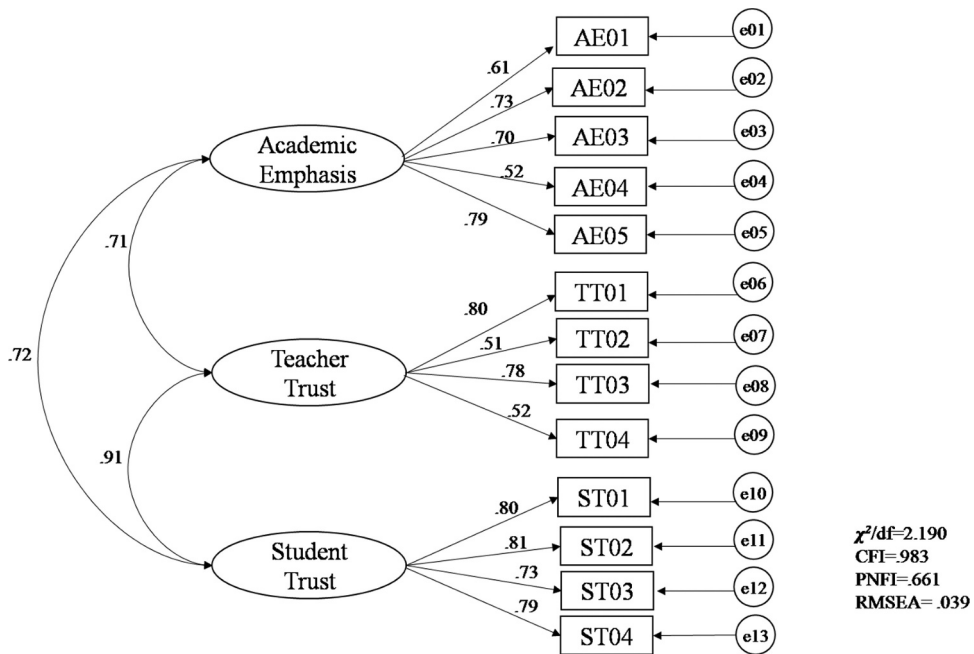 AE01
e01
.61
AE02
e02
.73
Academic
Emphasis
.70
AE03
e03
.52
AE04
e04
.79
AE05
e05
.71
TT01
e06
.80
TT02
e07
.51
.72
Teacher
Trust
.78
TT03
e08
.52
TT04
e09
.91
ST01
e10
.80
ST02
e11
.81
Student
Trust
.73
ST03
e12
.79
ST04
e13
χ²/df=2.190
CFI=.983
PNFI=.661
RMSEA= .039